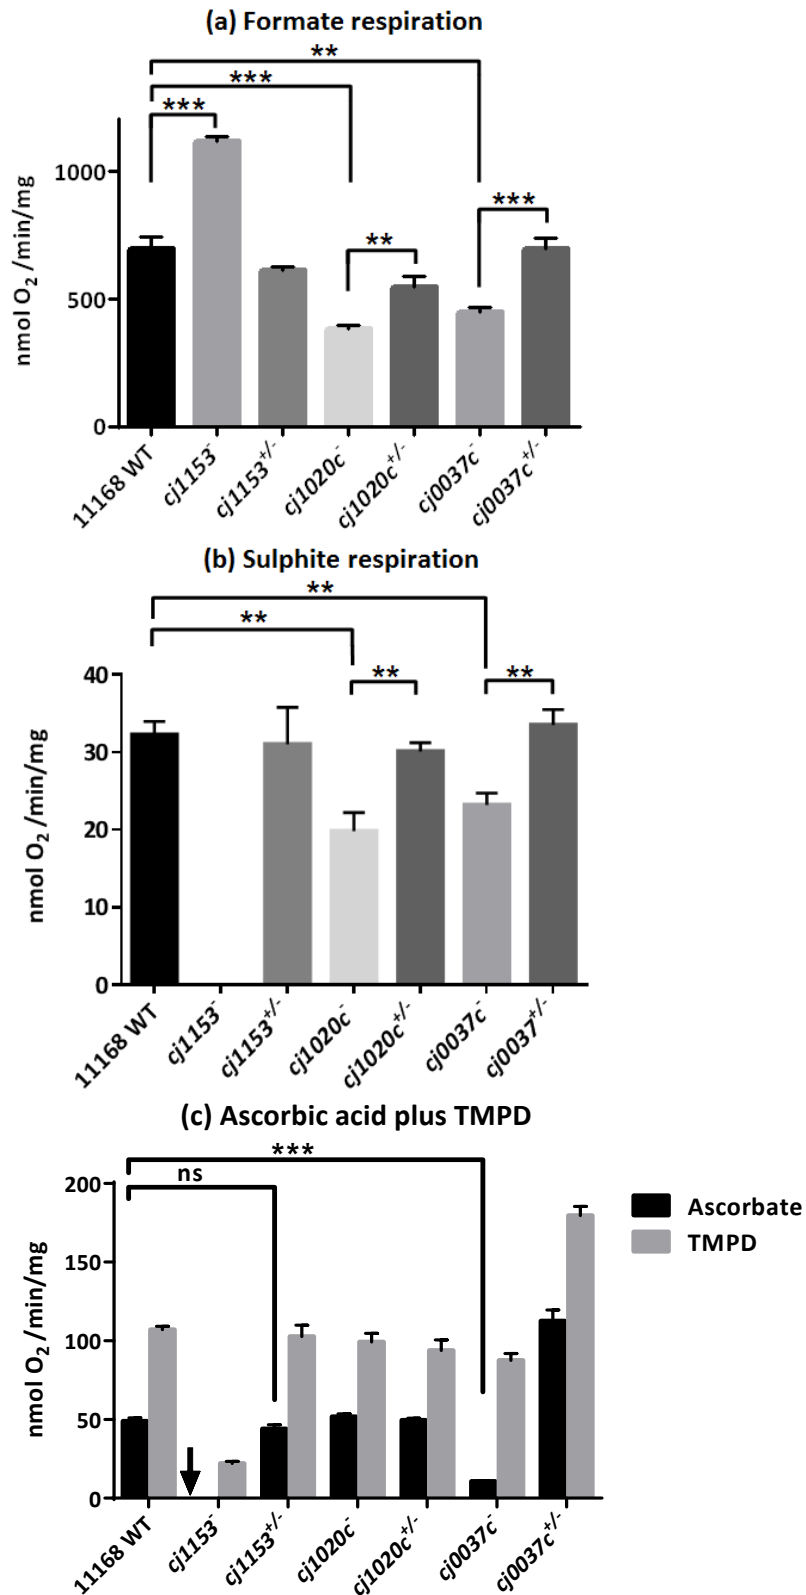 (a) Formate respiration
**
***
***
***
**
nmol O₂ /min/mg
1000
500
0
11168 WT
cj1153⁻
cj1153⁺/⁻
cj1020c⁻
cj1020c⁺/⁻
cj0037c⁻
cj0037c⁺/⁻
(b) Sulphite respiration
**
**
**
**
nmol O₂ /min/mg
40
30
20
10
0
11168 WT
cj1153⁻
cj1153⁺/⁻
cj1020c⁻
cj1020c⁺/⁻
cj0037c⁻
cj0037⁺/⁻
(c) Ascorbic acid plus TMPD
***
ns
nmol O₂ /min/mg
200
150
100
50
0
Ascorbate
TMPD
11168 WT
cj1153⁻
cj1153⁺/⁻
cj1020c⁻
cj1020c⁺/⁻
cj0037c⁻
cj0037c⁺/⁻